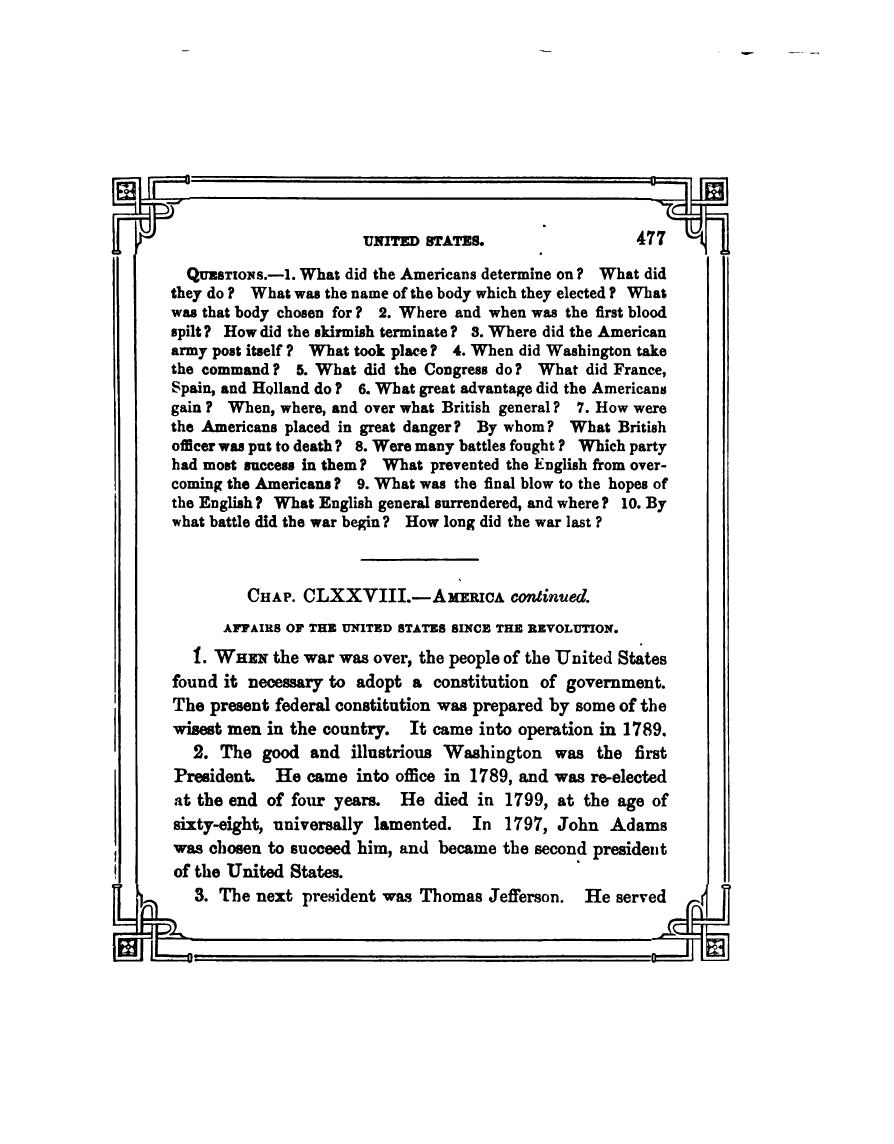 UNITED STATES. 477
QUESTIONS.—1. What did the Americans determine on? What did
they do? What was the name of the body which they elected? What
was that body chosen for? 2. Where and when was the first blood
spilt? How did the skirmish terminate? 3. Where did the American
army post itself? What took place? 4. When did Washington take
the command? 5. What did the Congress do? What did France,
Spain, and Holland do? 6. What great advantage did the Americans
gain? When, where, and over what British general? 7. How were
the Americans placed in great danger? By whom? What British
officer was put to death? 8. Were many battles fought? Which party
had most success in them? What prevented the English from over-
coming the Americans? 9. What was the final blow to the hopes of
the English? What English general surrendered, and where? 10. By
what battle did the war begin? How long did the war last?
CHAP. CLXXVIII.—AMERICA continued.
AFFAIRS OF THE UNITED STATES SINCE THE REVOLUTION.
1. WHEN the war was over, the people of the United States
found it necessary to adopt a constitution of government.
The present federal constitution was prepared by some of the
wisest men in the country. It came into operation in 1789.
2. The good and illustrious Washington was the first
President. He came into office in 1789, and was re-elected
at the end of four years. He died in 1799, at the age of
sixty-eight, universally lamented. In 1797, John Adams
was chosen to succeed him, and became the second president
of the United States.
3. The next president was Thomas Jefferson. He served